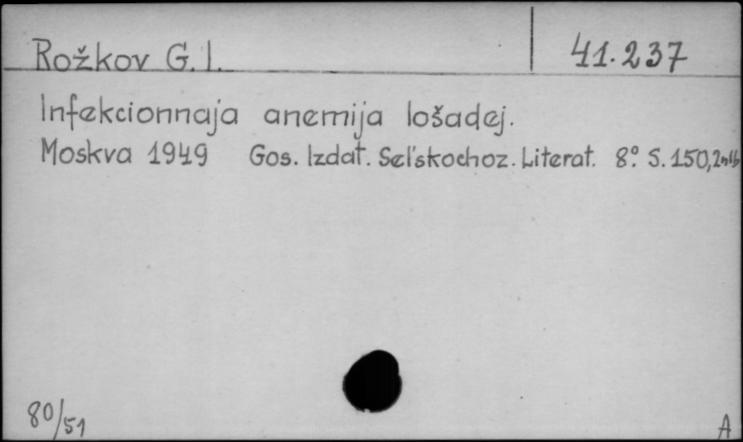 Rožkov G. I.
41.237
Infekcionnaja anemija lošadej.
Moskva 1949 Gos. Izdat. Sel'skochoz. Literat. 8° S. 150,
80/51
A